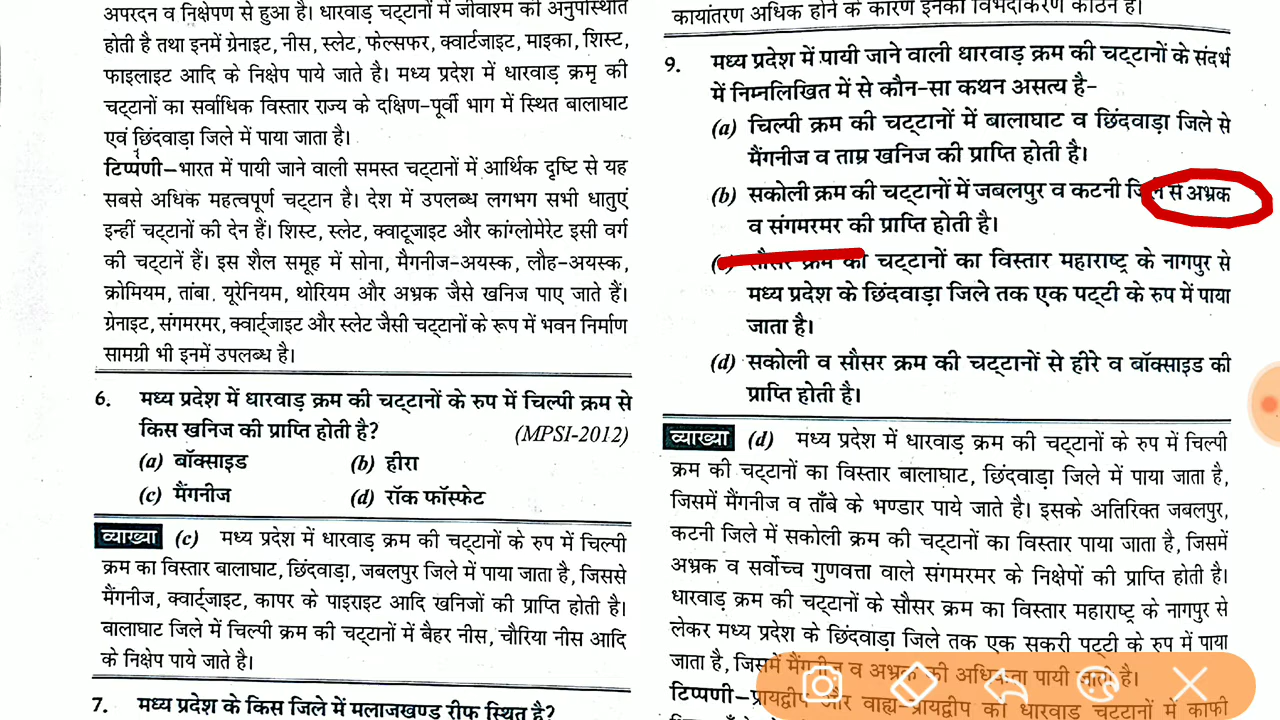 अपरदन व निक्षेपण से हुआ है। धारवाड़ चट्टानों में जीवाश्म की अनुपस्थिति
होती है तथा इनमें ग्रेनाइट, नीस, स्लेट, फेल्सफर, क्वार्टजाइट, माइका, शिस्ट,
फाइलाइट आदि के निक्षेप पाये जाते है। मध्य प्रदेश में धारवाड़ क्रमृ की
चट्टानों का सर्वाधिक विस्तार राज्य के दक्षिण-पूर्वी भाग में स्थित बालाघाट
एवं छिंदवाड़ा जिले में पाया जाता है।
टिप्पणी–भारत में पायी जाने वाली समस्त चट्टानों में आर्थिक दृष्टि से यह
सबसे अधिक महत्वपूर्ण चट्टान है। देश में उपलब्ध लगभग सभी धातुएं
इन्हीं चट्टानों की देन हैं। शिस्ट, स्लेट, क्वाटूजाइट और कांग्लोमेरेट इसी वर्ग
की चट्टानें हैं। इस शैल समूह में सोना, मैगनीज-अयस्क, लौह-अयस्क,
क्रोमियम, तांबा, यूरेनियम, थोरियम और अभ्रक जैसे खनिज पाए जाते हैं।
ग्रेनाइट, संगमरमर, क्वार्ट्जाइट और स्लेट जैसी चट्टानों के रूप में भवन निर्माण
सामग्री भी इनमें उपलब्ध है।
6. मध्य प्रदेश में धारवाड़ क्रम की चट्टानों के रुप में चिल्पी क्रम से
किस खनिज की प्राप्ति होती है? (MPSI-2012)
(a) बॉक्साइड (b) हीरा
(c) मैंगनीज (d) रॉक फॉस्फेट
व्याख्या (c) मध्य प्रदेश में धारवाड़ क्रम की चट्टानों के रुप में चिल्पी
क्रम का विस्तार बालाघाट, छिंदवाड़ा, जबलपुर जिले में पाया जाता है, जिससे
मैंगनीज, क्वार्ट्जाइट, कापर के पाइराइट आदि खनिजों की प्राप्ति होती है।
बालाघाट जिले में चिल्पी क्रम की चट्टानों में बैहर नीस, चौरिया नीस आदि
के निक्षेप पाये जाते है।
7. मध्य प्रदेश के किस जिले में मलाजखण्ड रीफ स्थित है?
कायांतरण अधिक होने के कारण इनका विभेदीकरण कठिन है।
9. मध्य प्रदेश में पायी जाने वाली धारवाड़ क्रम की चट्टानों के संदर्भ
में निम्नलिखित में से कौन-सा कथन असत्य है–
(a) चिल्पी क्रम की चट्टानों में बालाघाट व छिंदवाड़ा जिले से
मैंगनीज व ताम्र खनिज की प्राप्ति होती है।
(b) सकोली क्रम की चट्टानों में जबलपुर व कटनी जिले से अभ्रक
व संगमरमर की प्राप्ति होती है।
सौसर क्रम की चट्टानों का विस्तार महाराष्ट्र के नागपुर से
मध्य प्रदेश के छिंदवाड़ा जिले तक एक पट्टी के रुप में पाया
जाता है।
(d) सकोली व सौसर क्रम की चट्टानों से हीरे व बॉक्साइड की
प्राप्ति होती है।
व्याख्या (d) मध्य प्रदेश में धारवाड़ क्रम की चट्टानों के रुप में चिल्पी
क्रम की चट्टानों का विस्तार बालाघाट, छिंदवाड़ा जिले में पाया जाता है,
जिसमें मैंगनीज व ताँबे के भण्डार पाये जाते है। इसके अतिरिक्त जबलपुर,
कटनी जिले में सकोली क्रम की चट्टानों का विस्तार पाया जाता है, जिसमें
अभ्रक व सर्वोच्च गुणवत्ता वाले संगमरमर के निक्षेपों की प्राप्ति होती है।
धारवाड़ क्रम की चट्टानों के सौसर क्रम का विस्तार महाराष्ट्र के नागपुर से
लेकर मध्य प्रदेश के छिंदवाड़ा जिले तक एक सकरी पट्टी के रुप में पाया
जाता है, जिसमें मैंगनीज व अभ्रक की अधिकता पायी जाती है।
टिप्पणी–प्रायद्वीप और वाह्य-प्रायद्वीप की धारवाड़ चट्टानों में काफी